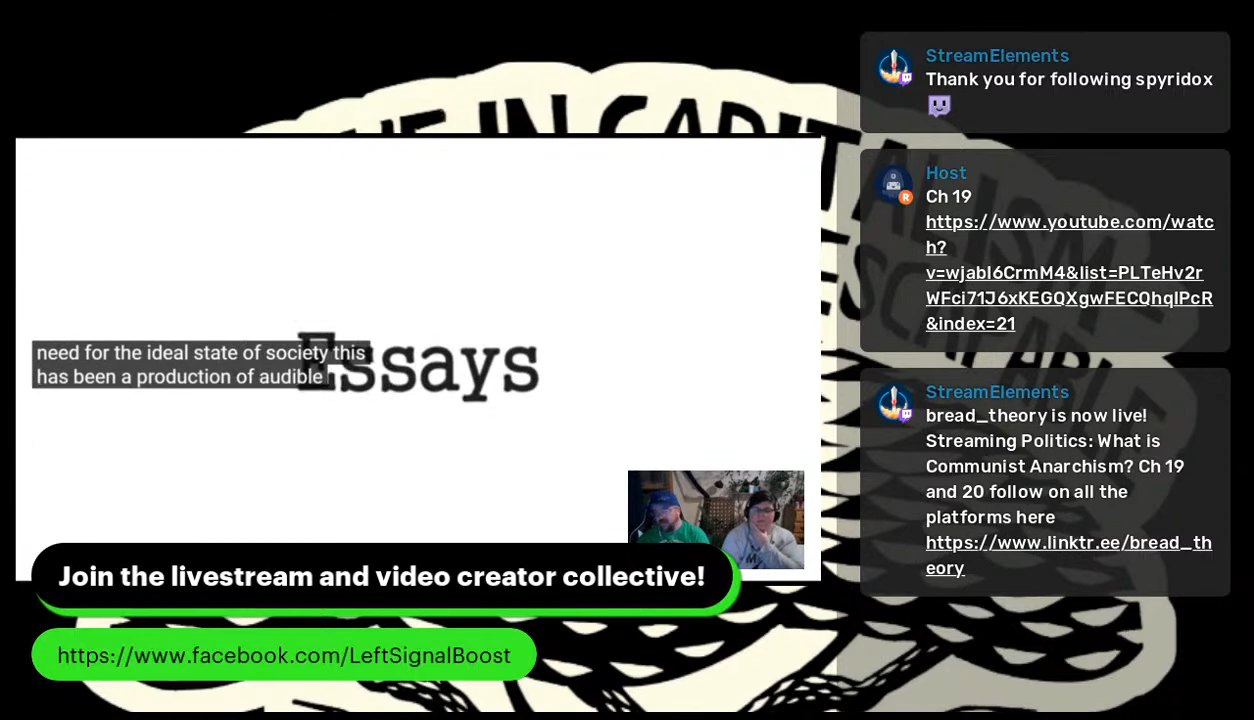 StreamElements
Thank you for following spyridox
Host
Ch 19
https://www.youtube.com/watc
h?
v=wjabI6CrmM4&list=PLTeHv2r
WFci71J6xKEGQXgwFECQhqIPcR
&index=21
StreamElements
bread_theory is now live!
Streaming Politics: What is
Communist Anarchism? Ch 19
and 20 follow on all the
platforms here
https://www.linktr.ee/bread_th
eory
IN CAPITALISM
need for the ideal state of society this
has been a production of audible
Essays
Join the livestream and video creator collective!
https://www.facebook.com/LeftSignalBoost